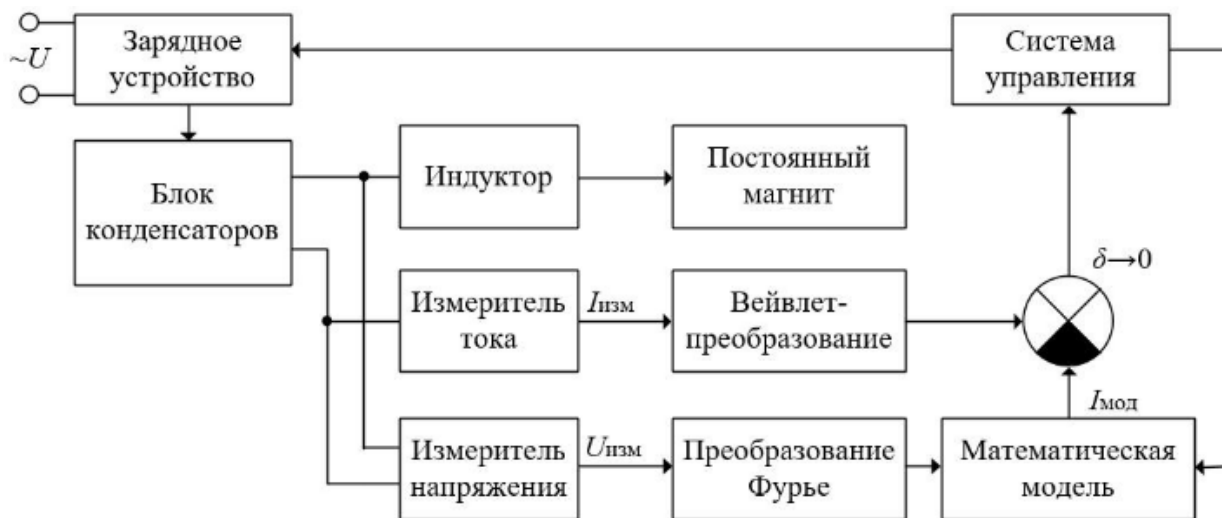 ~U
Зарядное
устройство
Система
управления
Блок
конденсаторов
Индуктор
Постоянный
магнит
δ→0
Измеритель
тока
Iизм
Вейвлет-
преобразование
Iмод
Измеритель
напряжения
Uизм
Преобразование
Фурье
Математическая
модель